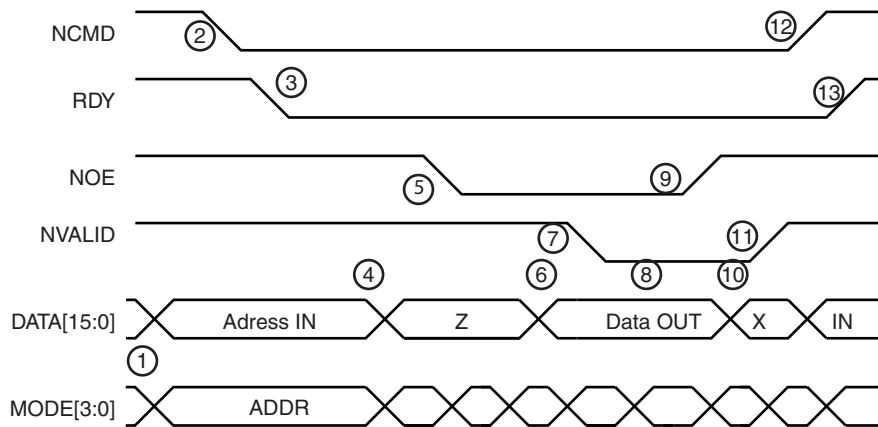 NCMD
2
12
RDY
3
13
NOE
5
9
NVALID
7
11
4
6
8
10
DATA[15:0]
Adress IN
Z
Data OUT
X
IN
1
MODE[3:0]
ADDR